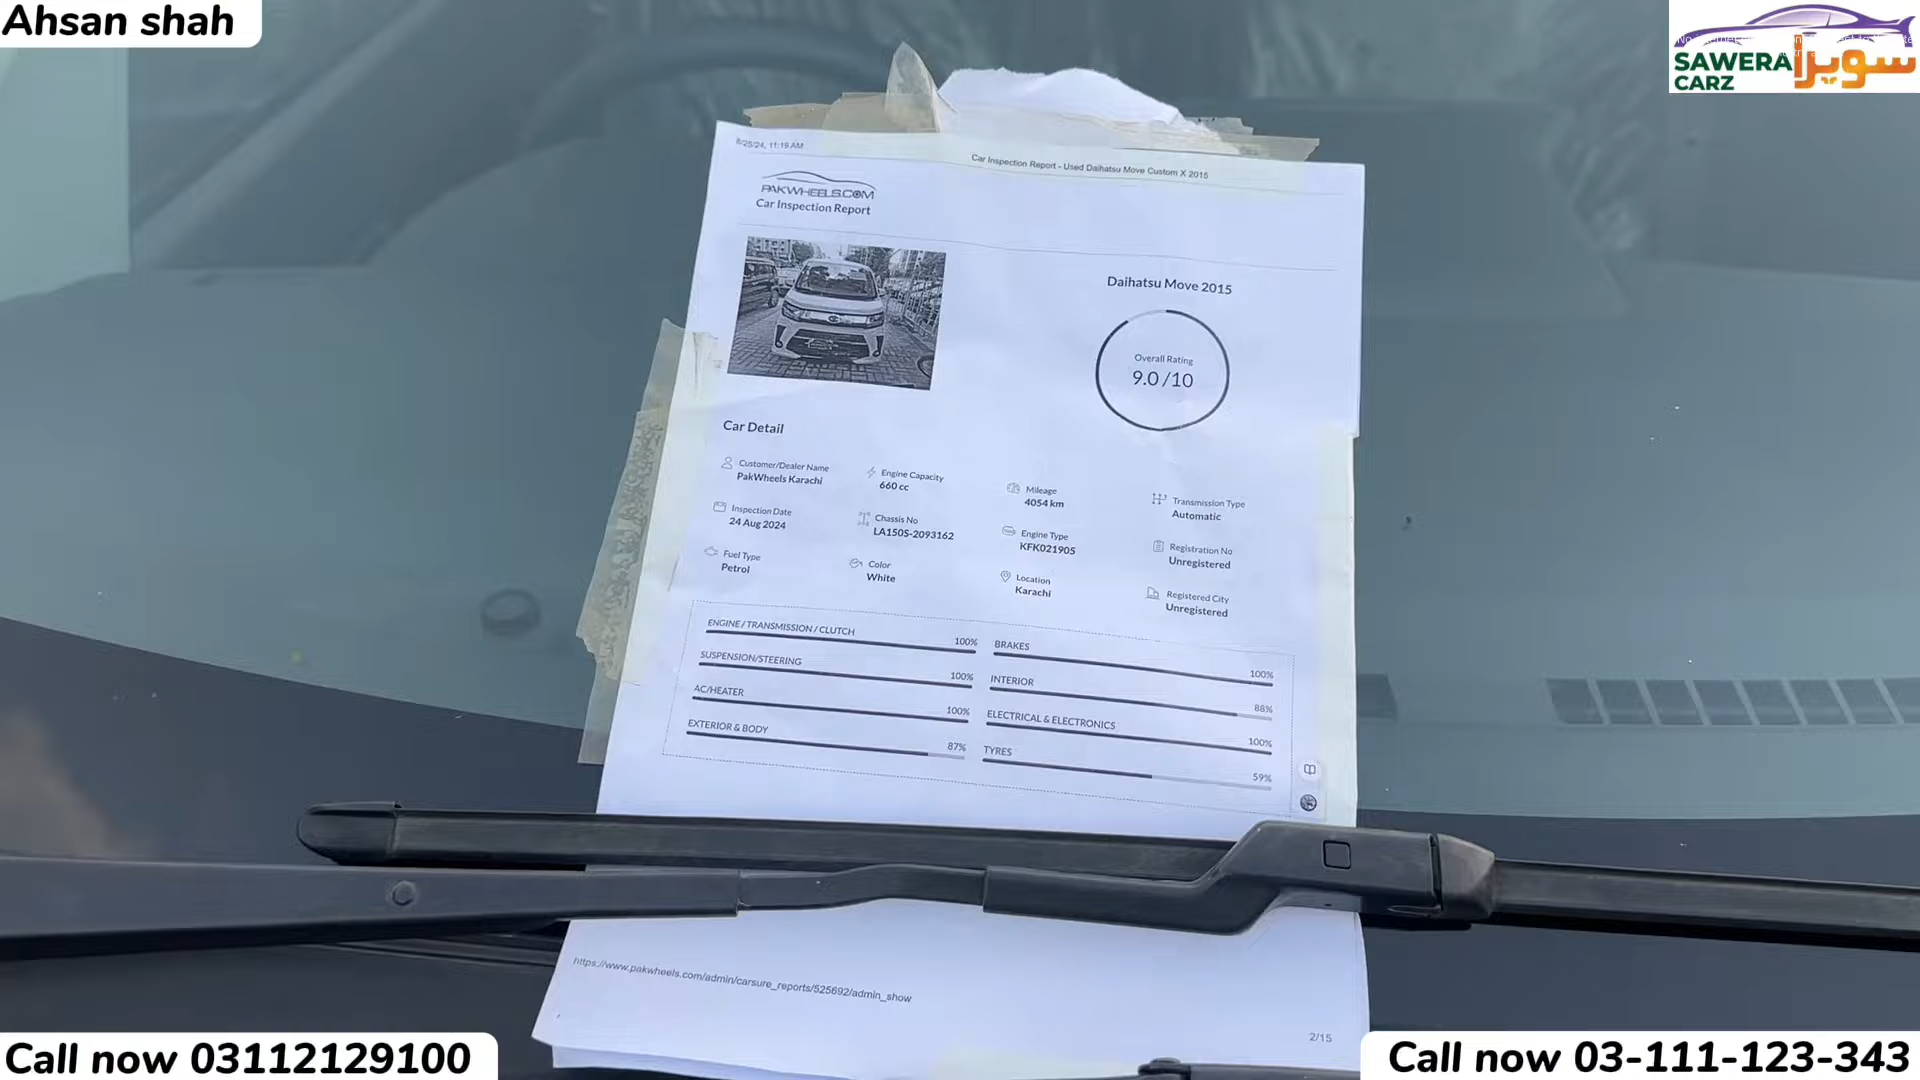 Ahsan shah
SAWERA سویرا
CARZ
8/25/24, 11:19 AM
Car Inspection Report - Used Daihatsu Move Custom X 2015
PAKWHEELS.COM
Car Inspection Report
Daihatsu Move 2015
Overall Rating
9.0 /10
Car Detail
Customer/Dealer Name
PakWheels Karachi
Engine Capacity
660 cc
Mileage
4054 km
Transmission Type
Automatic
Inspection Date
24 Aug 2024
Chassis No
LA150S-2093162
Engine Type
KFK021905
Registration No
Unregistered
Fuel Type
Petrol
Color
White
Location
Karachi
Registered City
Unregistered
ENGINE / TRANSMISSION / CLUTCH 100%
BRAKES 100%
SUSPENSION/STEERING 100%
INTERIOR 88%
AC/HEATER 100%
ELECTRICAL & ELECTRONICS 100%
EXTERIOR & BODY 87%
TYRES 59%
https://www.pakwheels.com/admin/carsure_reports/525692/admin_show
2/15
Call now 03112129100
Call now 03-111-123-343